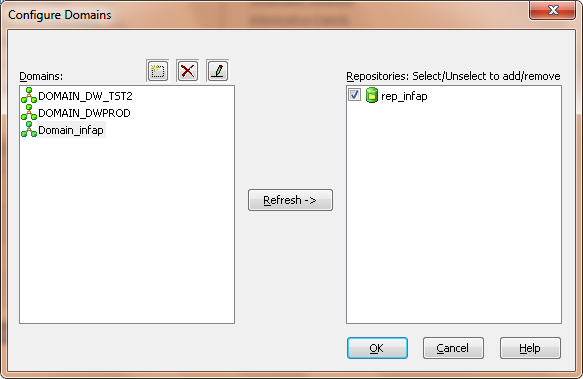 Configure Domains
Domains:
Repositories: Select/Unselect to add/remove
DOMAIN_DW_TST2
DOMAIN_DWPROD
Domain_infap
rep_infap
Refresh ->
OK
Cancel
Help